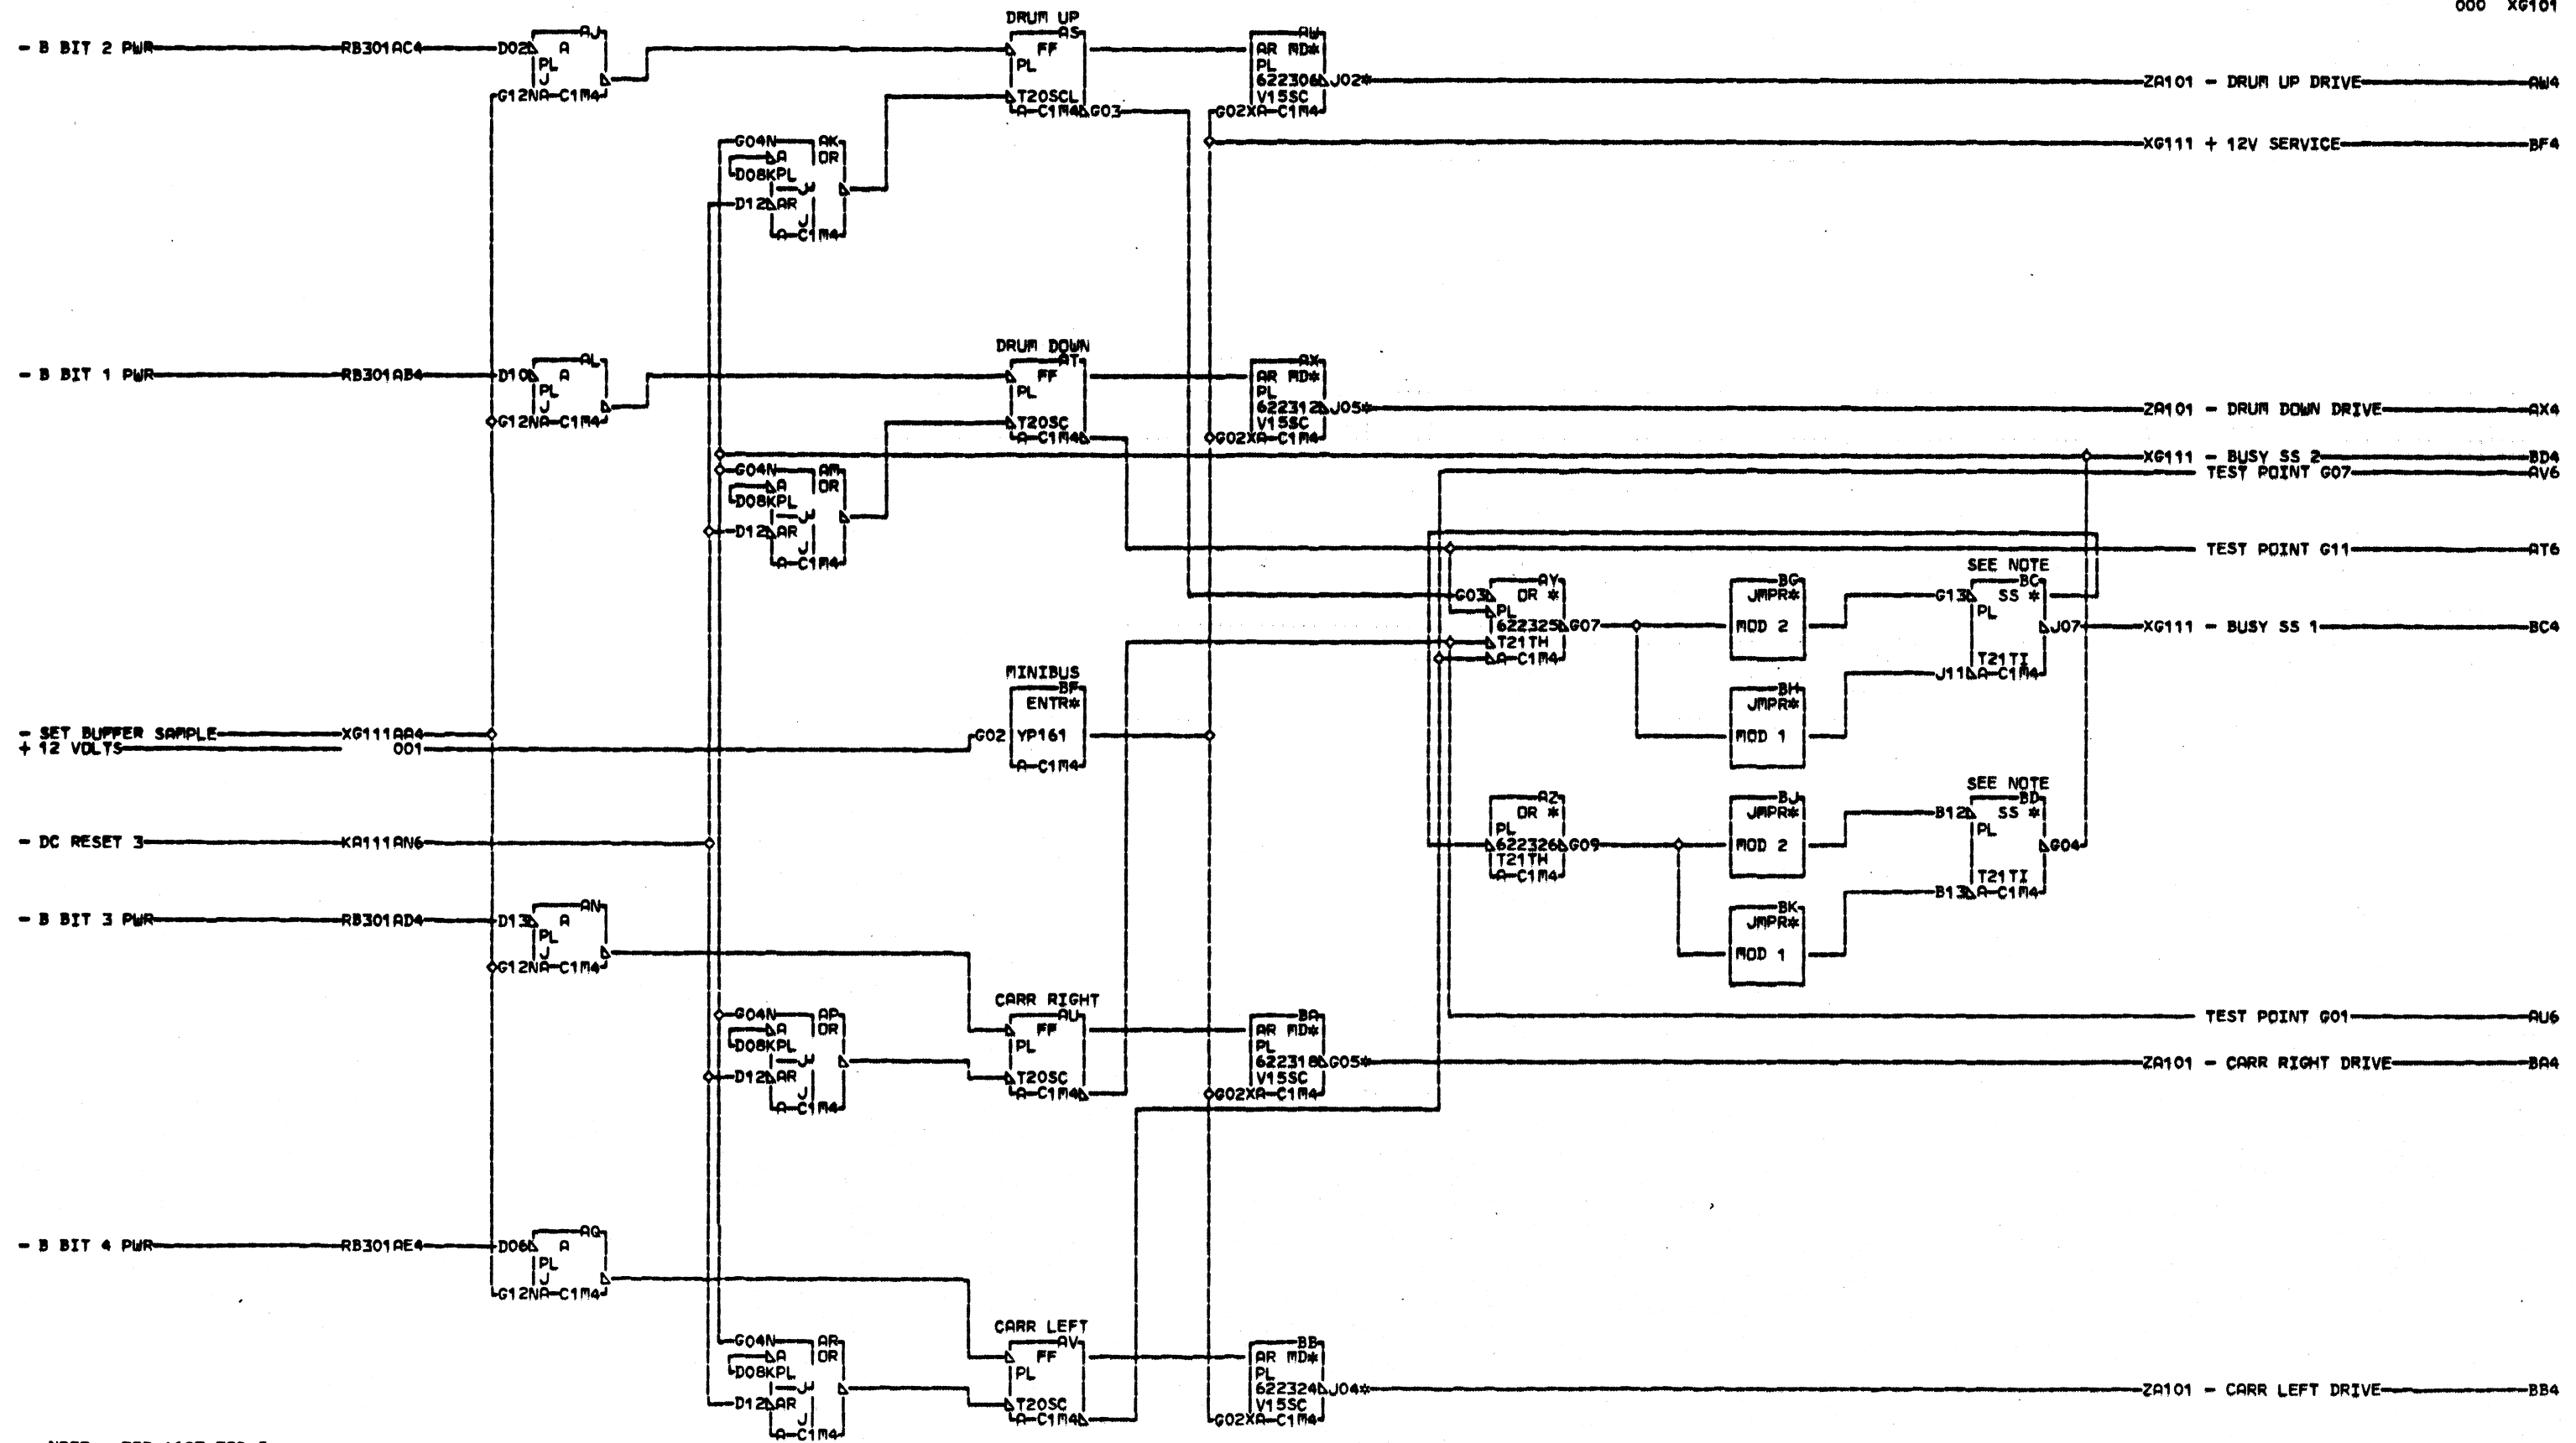 000 XG101
DRUM UP
- B BIT 2 PWR RB301AC4 D02 A AJ
PL
J
G12NA-C1M4
AS
FF
PL
T20SCL
A-C1M4 G03
AW
AR MD*
PL
622306 J02* ZA101 - DRUM UP DRIVE AW4
V15SC
G02XA-C1M4
XG111 + 12V SERVICE BF4
G04N AK
A OR
D08KPL
J
D12 AR
J
A-C1M4
DRUM DOWN
- B BIT 1 PWR RB301AB4 D10 A AL
PL
J
G12NA-C1M4
AT
FF
PL
T20SC
A-C1M4
AX
AR MD*
PL
622312 J05* ZA101 - DRUM DOWN DRIVE AX4
V15SC
G02XA-C1M4
XG111 - BUSY SS 2 BD4
TEST POINT G07 AV6
G04N AM
A OR
D08KPL
J
D12 AR
J
A-C1M4
TEST POINT G11 AT6
AY
G03 OR *
PL
622325 G07
T21TH
A-C1M4
BG
JMPR*
MOD 2
SEE NOTE
BC
G13 SS *
PL
J07 XG111 - BUSY SS 1 BC4
T21TI
J11 A-C1M4
BH
JMPR*
MOD 1
MINIBUS
BF
ENTR*
G02 YP161
A-C1M4
- SET BUFFER SAMPLE XG111AA4
+ 12 VOLTS 001
- DC RESET 3 KA111AN6
AZ
OR *
PL
622326 G09
T21TH
A-C1M4
BJ
JMPR*
MOD 2
SEE NOTE
BD
B12 SS *
PL
G04
T21TI
B13 A-C1M4
BK
JMPR*
MOD 1
- B BIT 3 PWR RB301AD4 D13 A AN
PL
J
G12NA-C1M4
CARR RIGHT
G04N AP
A OR
D08KPL
J
D12 AR
J
A-C1M4
AU
FF
PL
T20SC
A-C1M4
BA
AR MD*
PL
622318 G05* ZA101 - CARR RIGHT DRIVE BA4
V15SC
G02XA-C1M4
TEST POINT G01 AU6
- B BIT 4 PWR RB301AE4 D06 A AQ
PL
J
G12NA-C1M4
CARR LEFT
G04N AR
A OR
D08KPL
J
D12 AR
J
A-C1M4
AV
FF
PL
T20SC
A-C1M4
BB
AR MD*
PL
622324 J04* ZA101 - CARR LEFT DRIVE BB4
V15SC
G02XA-C1M4